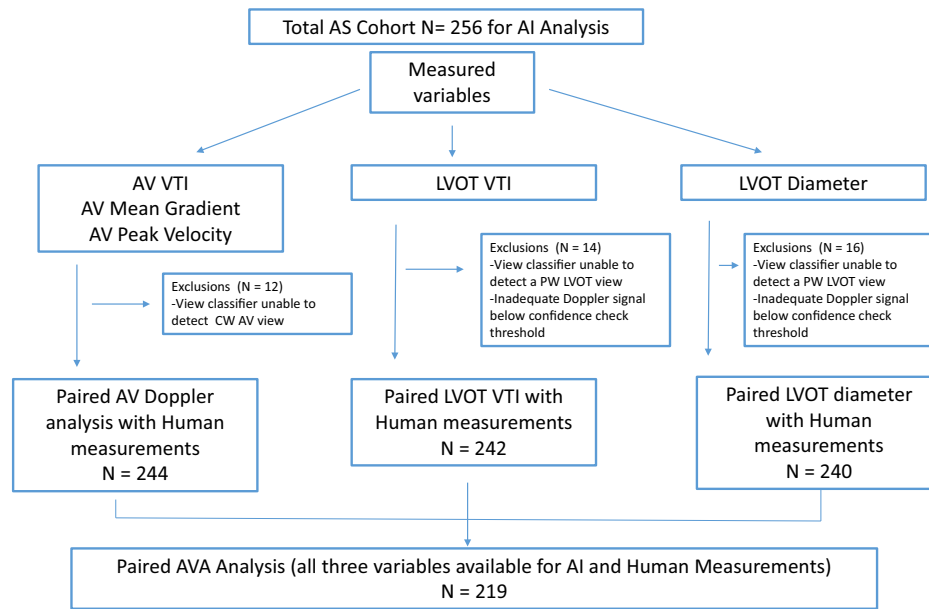 Total AS Cohort N= 256 for AI Analysis
Measured
variables
AV VTI
AV Mean Gradient
AV Peak Velocity
LVOT VTI
LVOT Diameter
Exclusions (N = 12)
-View classifier unable to
detect CW AV view
Exclusions (N = 14)
-View classifier unable to
detect a PW LVOT view
-Inadequate Doppler signal
below confidence check
threshold
Exclusions (N = 16)
-View classifier unable to
detect a PW LVOT view
-Inadequate Doppler signal
below confidence check
threshold
Paired AV Doppler
analysis with Human
measurements
N = 244
Paired LVOT VTI with
Human measurements
N = 242
Paired LVOT diameter
with Human
measurements
N = 240
Paired AVA Analysis (all three variables available for AI and Human Measurements)
N = 219